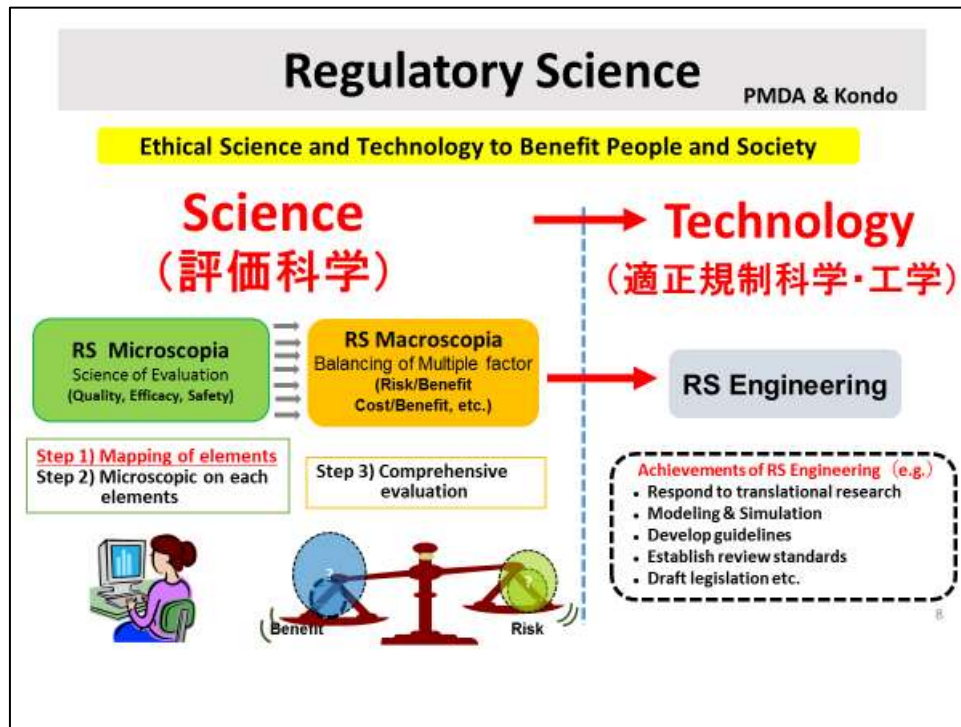 Regulatory Science
PMDA & Kondo
Ethical Science and Technology to Benefit People and Society
Science
（評価科学）
Technology
（適正規制科学・工学）
RS Microscopia
Science of Evaluation
(Quality, Efficacy, Safety)
RS Macroscopia
Balancing of Multiple factor
(Risk/Benefit
Cost/Benefit, etc.)
RS Engineering
Step 1) Mapping of elements
Step 2) Microscopic on each
elements
Step 3) Comprehensive
evaluation
Achievements of RS Engineering （e.g.）
• Respond to translational research
• Modeling & Simulation
• Develop guidelines
• Establish review standards
• Draft legislation etc.
?
?
Benefit
Risk
8